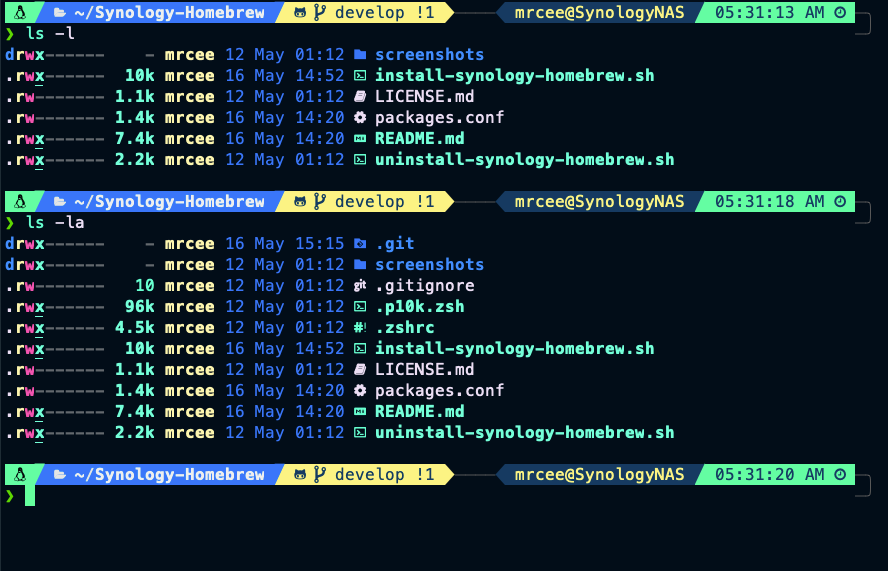 ~/Synology-Homebrew develop !1 mrcee@SynologyNAS 05:31:13 AM
❯ ls -l
drwx------ - mrcee 12 May 01:12 screenshots
.rwx------ 10k mrcee 16 May 14:52 install-synology-homebrew.sh
.rw------- 1.1k mrcee 12 May 01:12 LICENSE.md
.rw------- 1.4k mrcee 16 May 14:20 packages.conf
.rwx------ 7.4k mrcee 16 May 14:20 README.md
.rwx------ 2.2k mrcee 12 May 01:12 uninstall-synology-homebrew.sh
~/Synology-Homebrew develop !1 mrcee@SynologyNAS 05:31:18 AM
❯ ls -la
drwx------ - mrcee 16 May 15:15 .git
drwx------ - mrcee 12 May 01:12 screenshots
.rw------- 10 mrcee 12 May 01:12 git .gitignore
.rwx------ 96k mrcee 12 May 01:12 .p10k.zsh
.rwx------ 4.5k mrcee 12 May 01:12 #! .zshrc
.rwx------ 10k mrcee 16 May 14:52 install-synology-homebrew.sh
.rw------- 1.1k mrcee 12 May 01:12 LICENSE.md
.rw------- 1.4k mrcee 16 May 14:20 packages.conf
.rwx------ 7.4k mrcee 16 May 14:20 README.md
.rwx------ 2.2k mrcee 12 May 01:12 uninstall-synology-homebrew.sh
~/Synology-Homebrew develop !1 mrcee@SynologyNAS 05:31:20 AM
❯